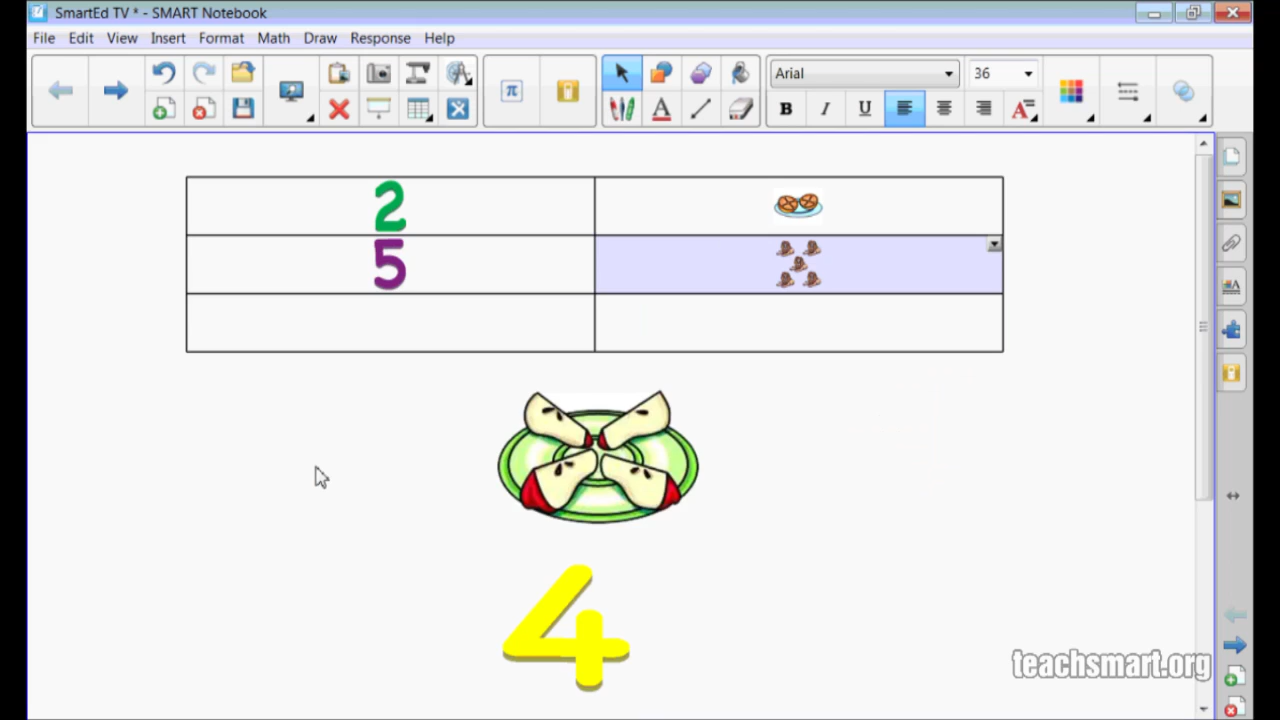 SmartEd TV * - SMART Notebook
File Edit View Insert Format Math Draw Response Help
Arial 36
B I U A
2
5
4
teachsmart.org